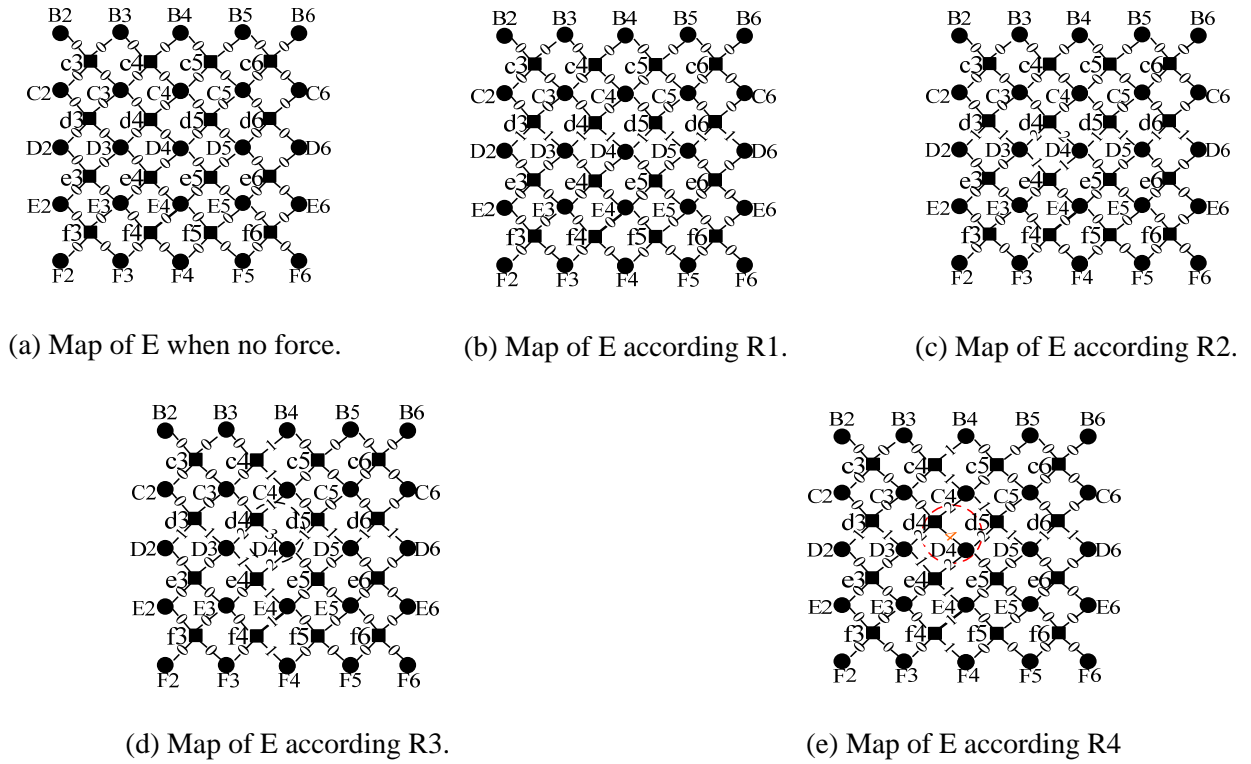 B2 B3 B4 B5 B6
c3 c4 c5 c6
C2 C3 C4 C5 C6
d3 d4 d5 d6
D2 D3 D4 D5 D6
e3 e4 e5 e6
E2 E3 E4 E5 E6
f3 f4 f5 f6
F2 F3 F4 F5 F6
(a) Map of E when no force.
B2 B3 B4 B5 B6
c3 c4 c5 c6
C2 C3 C4 C5 C6
d3 d4 d5 d6
D2 D3 D4 D5 D6
e3 e4 e5 e6
E2 E3 E4 E5 E6
f3 f4 f5 f6
F2 F3 F4 F5 F6
(b) Map of E according R1.
B2 B3 B4 B5 B6
c3 c4 c5 c6
C2 C3 C4 C5 C6
d3 d4 d5 d6
D2 D3 D4 D5 D6
e3 e4 e5 e6
E2 E3 E4 E5 E6
f3 f4 f5 f6
F2 F3 F4 F5 F6
(c) Map of E according R2.
B2 B3 B4 B5 B6
c3 c4 c5 c6
C2 C3 C4 C5 C6
d3 d4 d5 d6
D2 D3 D4 D5 D6
e3 e4 e5 e6
E2 E3 E4 E5 E6
f3 f4 f5 f6
F2 F3 F4 F5 F6
(d) Map of E according R3.
B2 B3 B4 B5 B6
c3 c4 c5 c6
C2 C3 C4 C5 C6
d3 d4 d5 d6
D2 D3 D4 D5 D6
e3 e4 e5 e6
E2 E3 E4 E5 E6
f3 f4 f5 f6
F2 F3 F4 F5 F6
(e) Map of E according R4